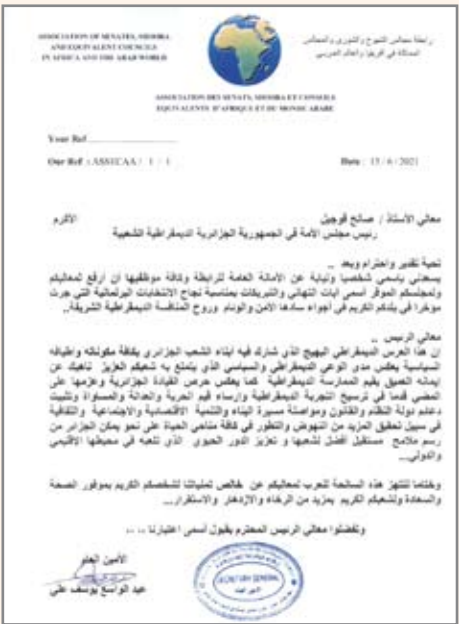 ASSOCIATION OF SENATES, SHOORA
AND EQUIVALENT COUNCILS
IN AFRICA AND THE ARAB WORLD
رابطة مجالس الشيوخ والشورى والمجالس
المماثلة في أفريقيا والعالم العربي
ASSOCIATION DES SENATS, SHOORA ET CONSEILS
EQUIVALENTS D'AFRIQUE ET DU MONDE ARABE
Your Ref
Our Ref : ASSECAA / 1 / 1
Date : 15 / 6 / 2021
معالي الأستاذ / صالح قوجيل الأكرم
رئيس مجلس الأمة في الجمهورية الجزائرية الديمقراطية الشعبية
تحية تقدير واحترام وبعد ..
يسعدني باسمي شخصيا ونيابة عن الأمانة العامة للرابطة وكافة موظفيها أن أرفع لمعاليكم
ولمجلسكم الموقر أسمى آيات التهاني والتبريكات بمناسبة نجاح الانتخابات البرلمانية التي جرت
مؤخرا في بلدكم الكريم في أجواء سادها الأمن والوئام وروح المنافسة الديمقراطية الشريفة..
معالي الرئيس ..
إن هذا العرس الديمقراطي البهيج الذي شارك فيه أبناء الشعب الجزائري بكافة مكوناته وأطيافه
السياسية يعكس مدى الوعي الديمقراطي والسياسي الذي يتمتع به شعبكم العزيز ناهيك عن
إيمانه العميق بقيم الممارسة الديمقراطية كما يعكس حرص القيادة الجزائرية وعزمها على
المضي قدما في ترسيخ التجربة الديمقراطية وإرساء قيم الحرية والعدالة والمساواة وتثبيت
دعائم دولة النظام والقانون ومواصلة مسيرة البناء والتنمية الاقتصادية والاجتماعية والثقافية
في سبيل تحقيق المزيد من النهوض والتطور في كافة مناحي الحياة على نحو يمكن الجزائر من
رسم ملامح مستقبل أفضل لشعبها و تعزيز الدور الحيوي الذي تلعبه في محيطها الاقليمي
والدولي...
وختاما ننتهز هذه السانحة لنعرب لمعاليكم عن خالص تمنياتنا لشخصكم الكريم بموفور الصحة
والسعادة ولشعبكم الكريم بمزيد من الرخاء والازدهار والاستقرار...
وتفضلوا معالي الرئيس المحترم بقبول أسمى اعتبارنا .. ..
الأمين العام
عبد الواسع يوسف علي
SECRETARY GENERAL